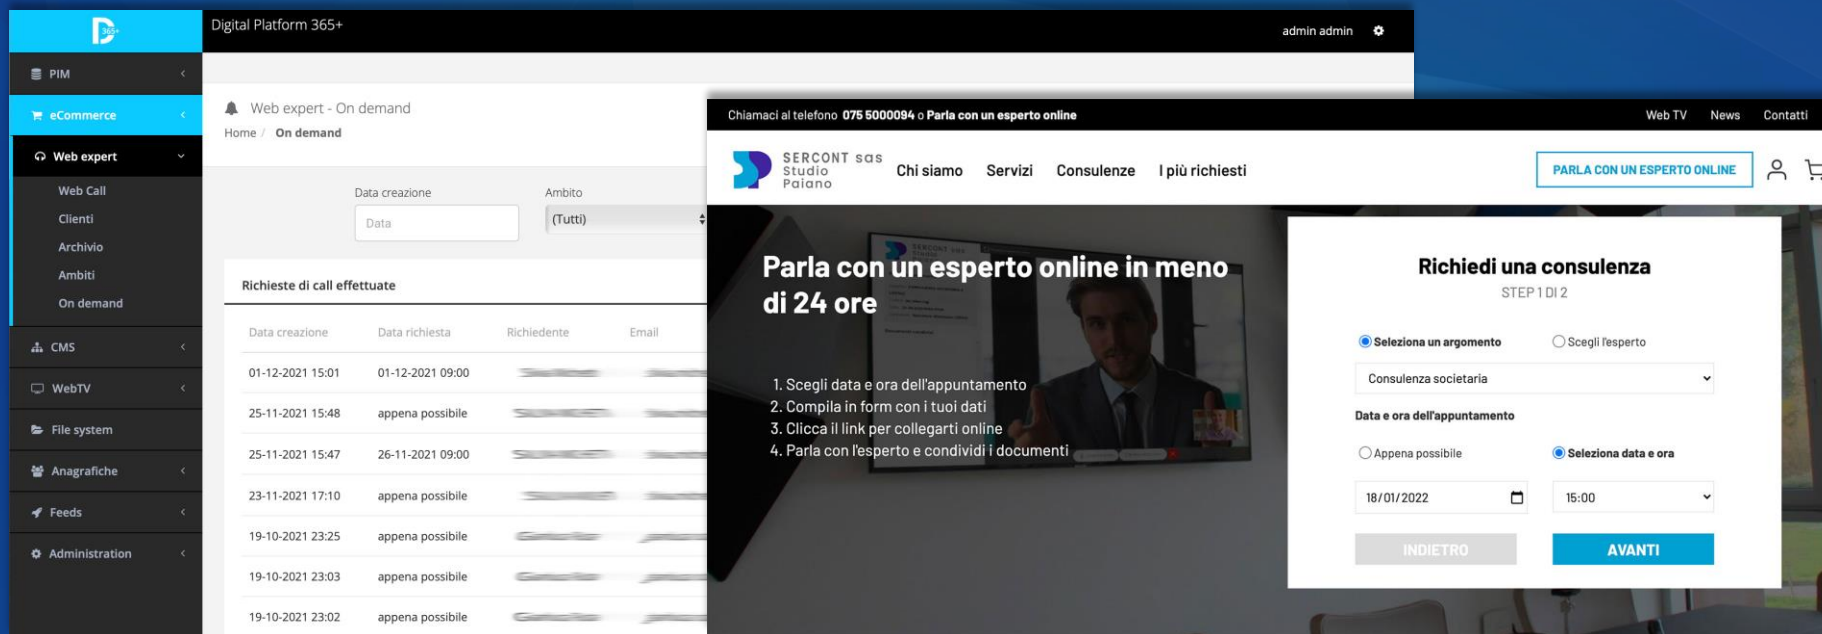 365+
Digital Platform 365+
admin admin
PIM
eCommerce
Web expert
Web Call
Clienti
Archivio
Ambiti
On demand
CMS
WebTV
File system
Anagrafiche
Feeds
Administration
Web expert - On demand
Home / On demand
Data creazione
Ambito
Data
(Tutti)
Richieste di call effettuate
Data creazione Data richiesta Richiedente Email
01-12-2021 15:01 01-12-2021 09:00
25-11-2021 15:48 appena possibile
25-11-2021 15:47 26-11-2021 09:00
23-11-2021 17:10 appena possibile
19-10-2021 23:25 appena possibile
19-10-2021 23:03 appena possibile
19-10-2021 23:02 appena possibile
Chiamaci al telefono 075 5000094 o Parla con un esperto online
Web TV News Contatti
SERCONT sas
Studio
Paiano
Chi siamo Servizi Consulenze I più richiesti
PARLA CON UN ESPERTO ONLINE
SERCONT sas
Studio
Parla con un esperto online in meno
di 24 ore
1. Scegli data e ora dell'appuntamento
2. Compila in form con i tuoi dati
3. Clicca il link per collegarti online
4. Parla con l'esperto e condividi i documenti
Richiedi una consulenza
STEP 1 DI 2
Seleziona un argomento Scegli l'esperto
Consulenza societaria
Data e ora dell'appuntamento
Appena possibile Seleziona data e ora
18/01/2022 15:00
INDIETRO AVANTI